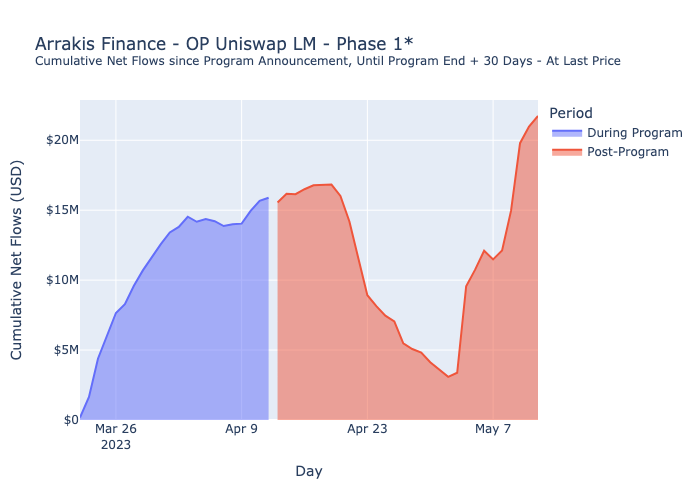 Arrakis Finance - OP Uniswap LM - Phase 1*
Cumulative Net Flows since Program Announcement, Until Program End + 30 Days - At Last Price
Period
During Program
Post-Program
Cumulative Net Flows (USD)
$20M
$15M
$10M
$5M
$0
Mar 26
2023
Apr 9
Apr 23
May 7
Day